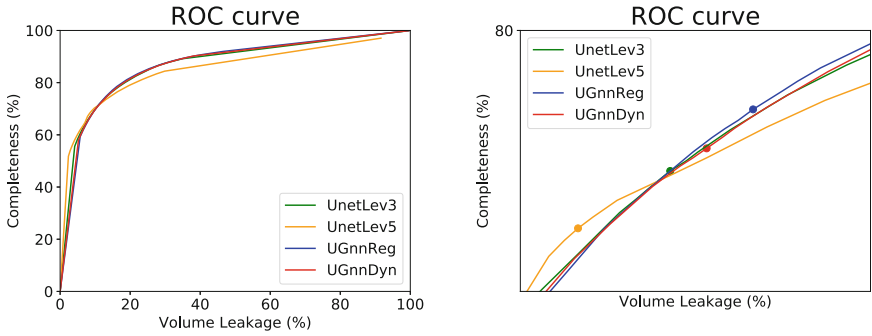 ROC curve
100
80
60
40
20
0
Completeness (%)
0 20 40 60 80 100
Volume Leakage (%)
UnetLev3
UnetLev5
UGnnReg
UGnnDyn
ROC curve
80
Completeness (%)
Volume Leakage (%)
UnetLev3
UnetLev5
UGnnReg
UGnnDyn